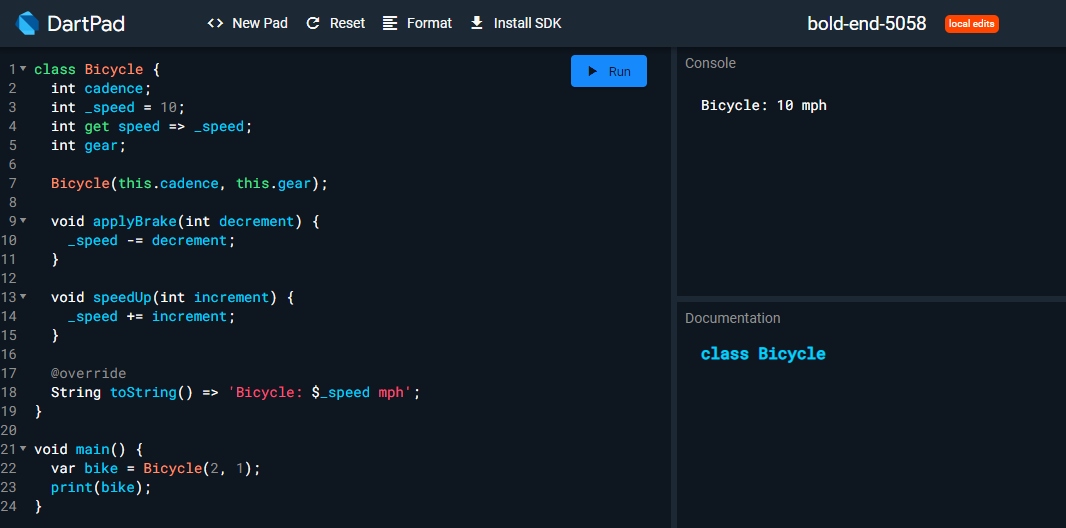 DartPad
<> New Pad Reset Format Install SDK
bold-end-5058 local edits
Run
1 class Bicycle {
2   int cadence;
3   int _speed = 10;
4   int get speed => _speed;
5   int gear;
6
7   Bicycle(this.cadence, this.gear);
8
9   void applyBrake(int decrement) {
10     _speed -= decrement;
11   }
12
13   void speedUp(int increment) {
14     _speed += increment;
15   }
16
17   @override
18   String toString() => 'Bicycle: $_speed mph';
19 }
20
21 void main() {
22   var bike = Bicycle(2, 1);
23   print(bike);
24 }
Console
Bicycle: 10 mph
Documentation
class Bicycle